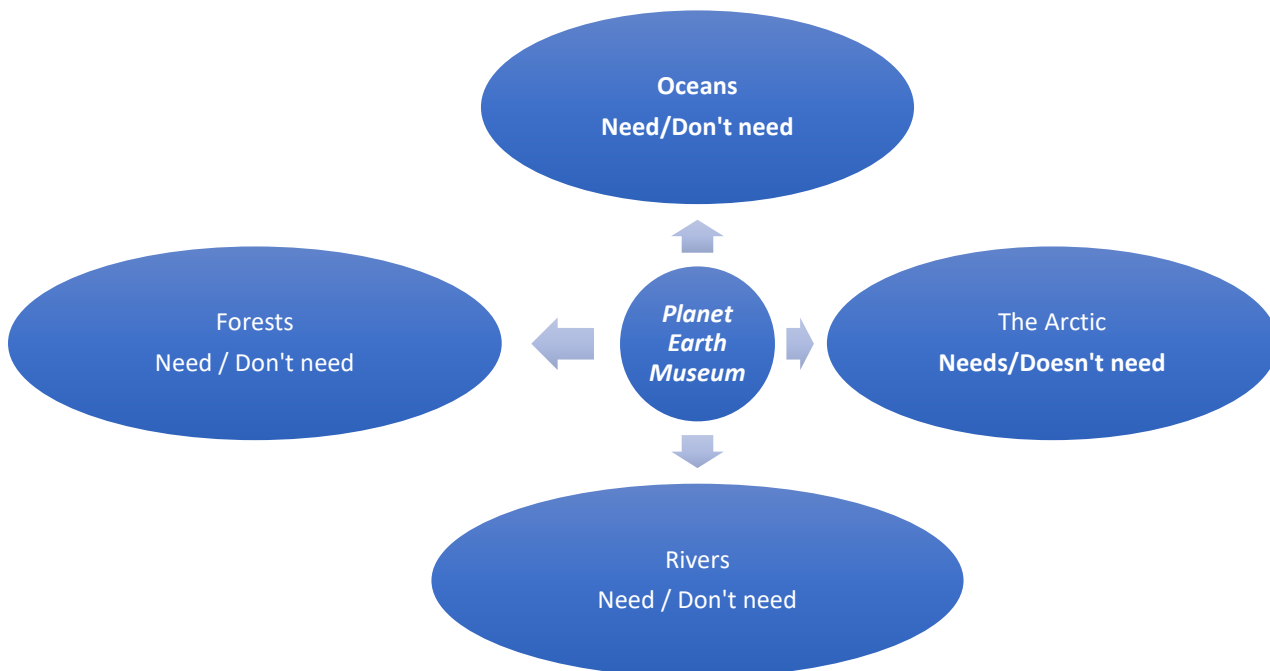 Oceans
Need/Don't need
Forests
Need / Don't need
Planet
Earth
Museum
The Arctic
Needs/Doesn't need
Rivers
Need / Don't need